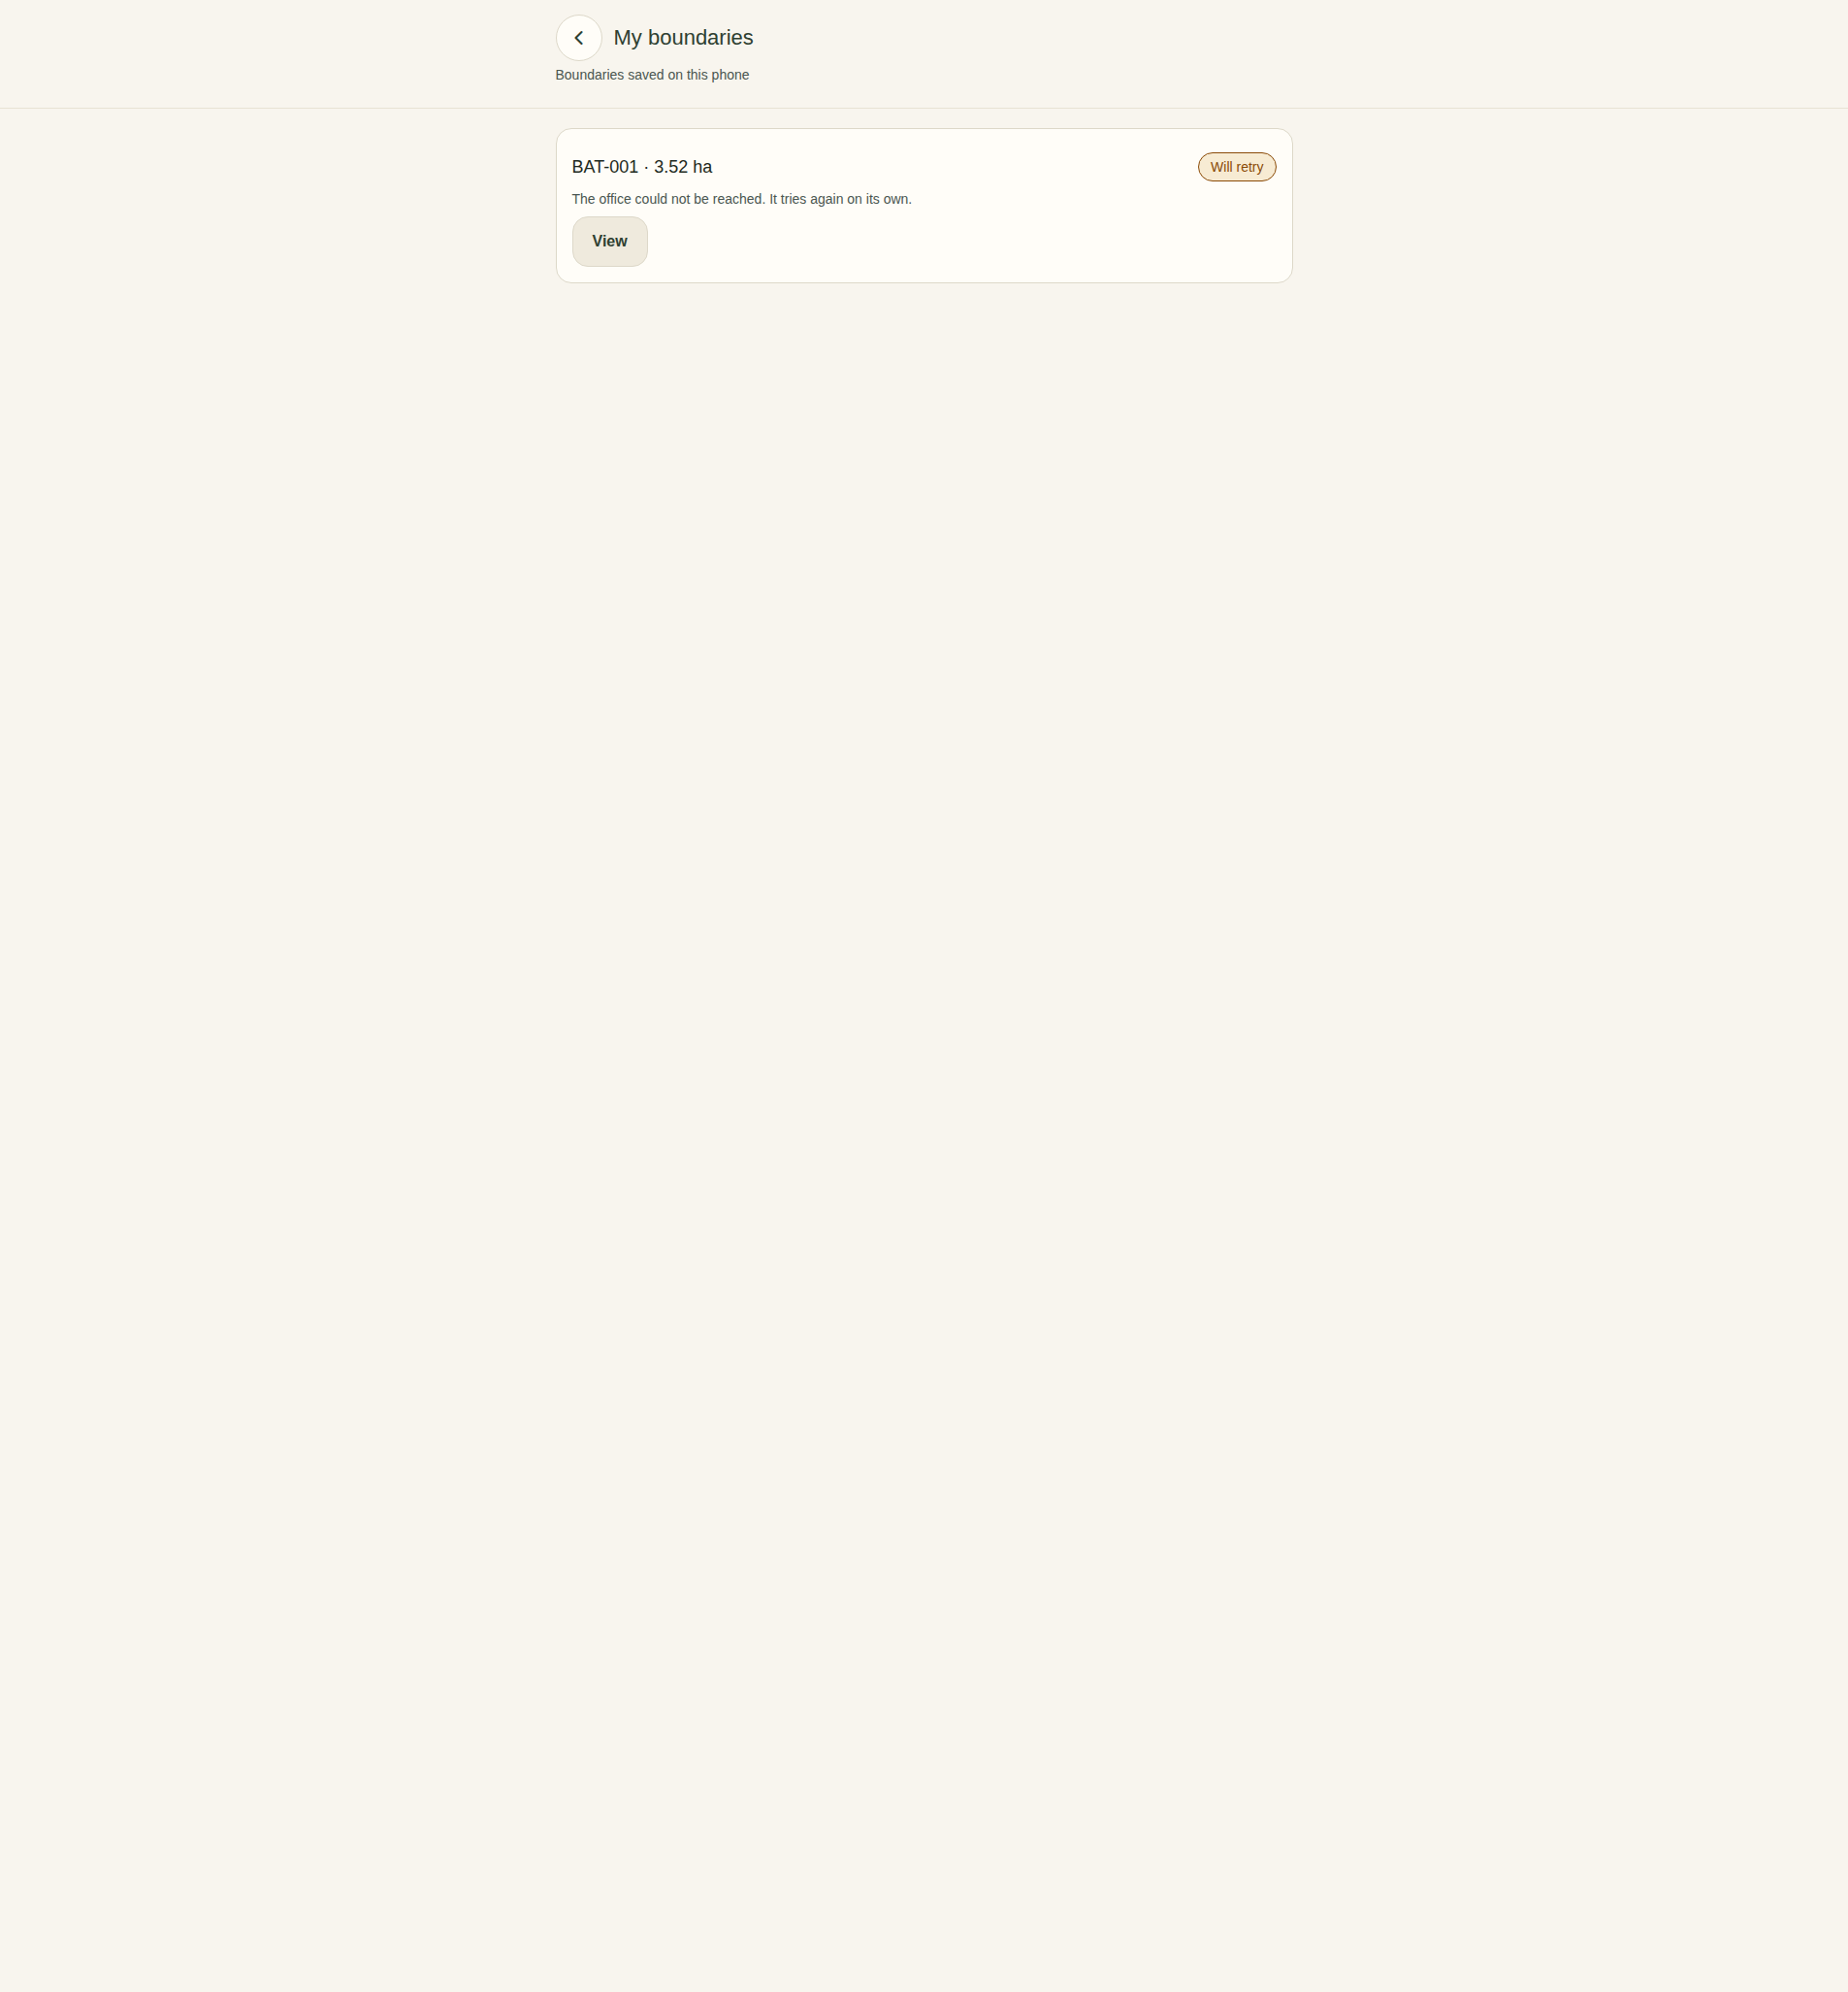 My boundaries
Boundaries saved on this phone
BAT-001 · 3.52 ha
Will retry
The office could not be reached. It tries again on its own.
View